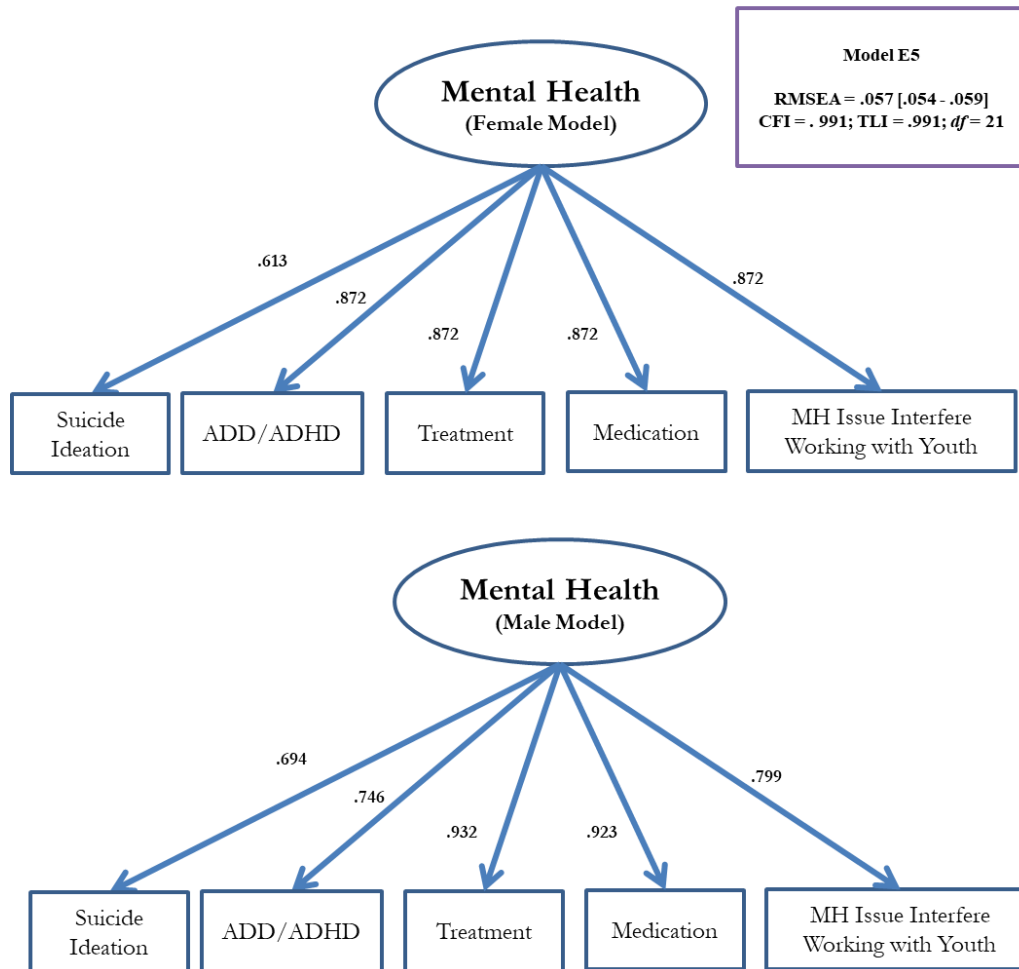 Model E5
RMSEA = .057 [.054 - .059]
CFI = . 991; TLI = .991; df = 21
Mental Health
(Female Model)
.613
.872
.872
.872
.872
Suicide
Ideation
ADD/ADHD
Treatment
Medication
MH Issue Interfere
Working with Youth
Mental Health
(Male Model)
.694
.746
.932
.923
.799
Suicide
Ideation
ADD/ADHD
Treatment
Medication
MH Issue Interfere
Working with Youth